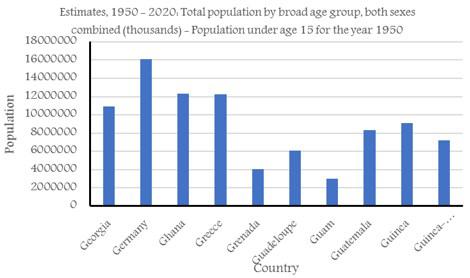 Estimates, 1950 - 2020: Total population by broad age group, both sexes
combined (thousands) - Population under age 15 for the year 1950
18000000
16000000
14000000
12000000
10000000
8000000
6000000
4000000
2000000
0
Population
Georgia
Germany
Ghana
Greece
Grenada
Guadeloupe
Guam
Guatemala
Guinea
Guinea-...
Country